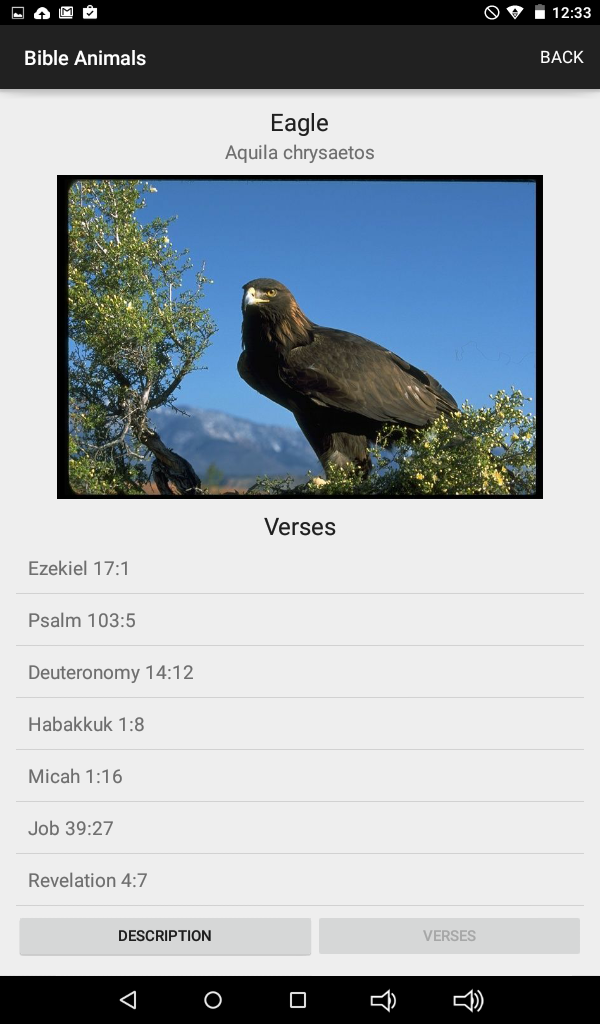 12:33
Bible Animals
BACK
Eagle
Aquila chrysaetos
Verses
Ezekiel 17:1
Psalm 103:5
Deuteronomy 14:12
Habakkuk 1:8
Micah 1:16
Job 39:27
Revelation 4:7
DESCRIPTION
VERSES